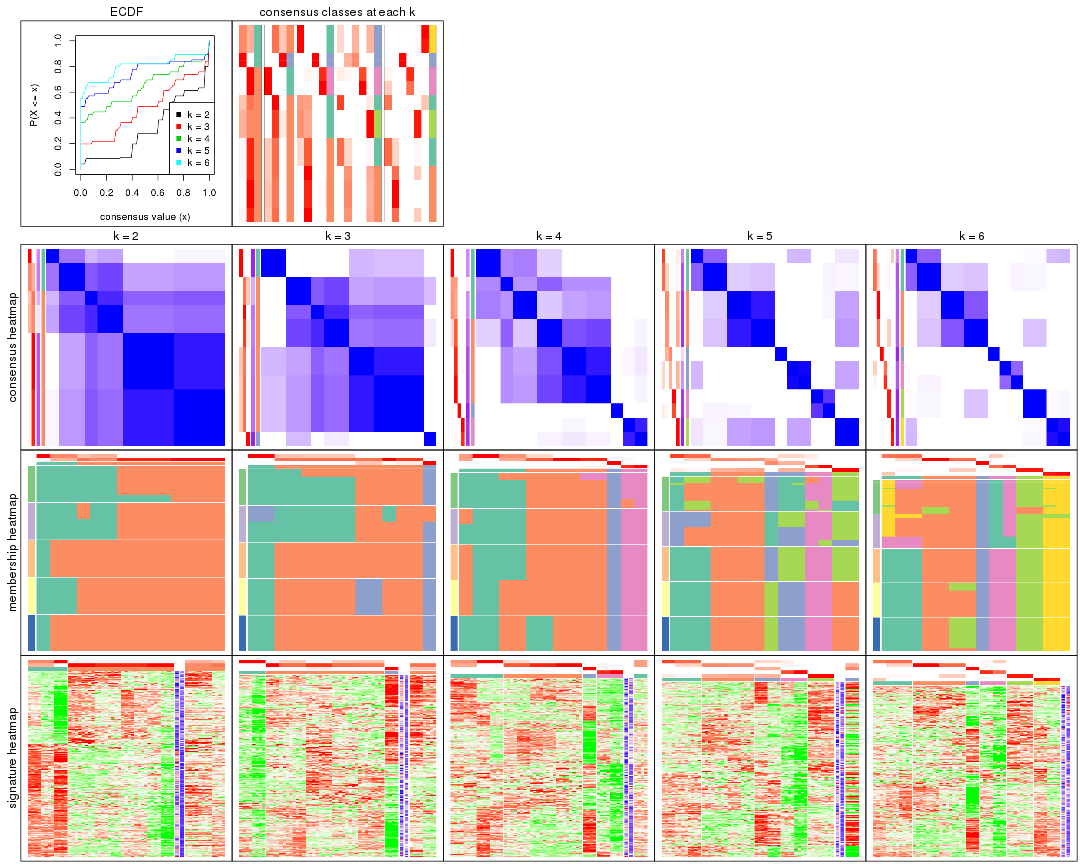 ECDF
consensus classes at each k
P(X <= x)
1.0
0.8
0.6
0.4
0.2
0.0
k = 2
k = 3
k = 4
k = 5
k = 6
0.0 0.2 0.4 0.6 0.8 1.0
consensus value (x)
k = 2
k = 3
k = 4
k = 5
k = 6
consensus heatmap
membership heatmap
signature heatmap